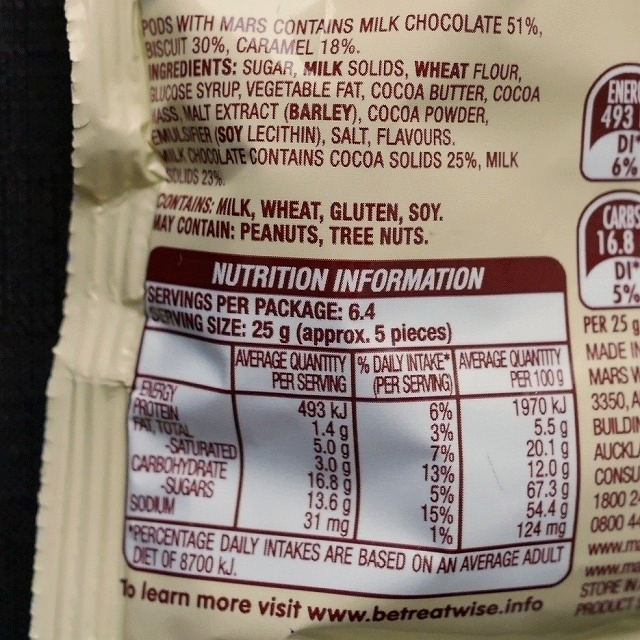 PODS WITH MARS CONTAINS MILK CHOCOLATE 51%,
BISCUIT 30%, CARAMEL 18%.
INGREDIENTS: SUGAR, MILK SOLIDS, WHEAT FLOUR,
GLUCOSE SYRUP, VEGETABLE FAT, COCOA BUTTER, COCOA
MASS, MALT EXTRACT (BARLEY), COCOA POWDER,
EMULSIFIER (SOY LECITHIN), SALT, FLAVOURS.
MILK CHOCOLATE CONTAINS COCOA SOLIDS 25%, MILK
SOLIDS 23%.
CONTAINS: MILK, WHEAT, GLUTEN, SOY.
MAY CONTAIN: PEANUTS, TREE NUTS.
NUTRITION INFORMATION
SERVINGS PER PACKAGE: 6.4
SERVING SIZE: 25 g (approx. 5 pieces)
AVERAGE QUANTITY % DAILY INTAKE* AVERAGE QUANTITY
PER SERVING (PER SERVING) PER 100 g
ENERGY 493 kJ 6% 1970 kJ
PROTEIN 1.4 g 3% 5.5 g
FAT, TOTAL 5.0 g 7% 20.1 g
-SATURATED 3.0 g 13% 12.0 g
CARBOHYDRATE 16.8 g 5% 67.3 g
-SUGARS 13.6 g 15% 54.4 g
SODIUM 31 mg 1% 124 mg
*PERCENTAGE DAILY INTAKES ARE BASED ON AN AVERAGE ADULT
DIET OF 8700 kJ.
To learn more visit www.betreatwise.info
ENER
493
DI*
6%
CARBS
16.8
DI*
5%
PER 25 g
MADE IN
MARS
3350,
BUILDIN
AUCKL
CONSU
1800 2
0800 4
www.ma
www.ma
STORE IN
PRODUCT